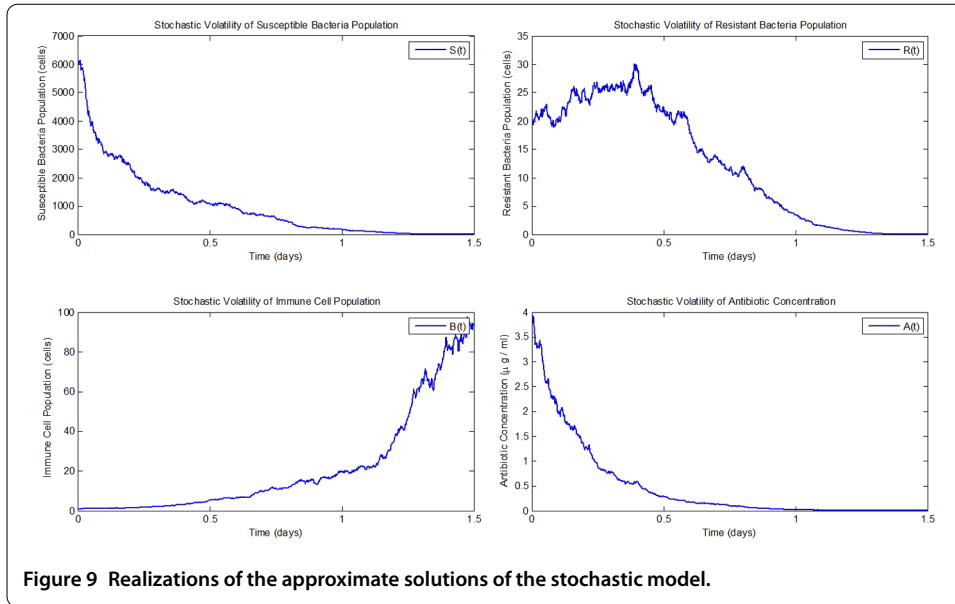 Stochastic Volatility of Susceptible Bacteria Population
7000
6000
5000
4000
3000
2000
1000
0
Susceptible Bacteria Population (cells)
S(t)
0 0.5 1 1.5
Time (days)
Stochastic Volatility of Resistant Bacteria Population
35
30
25
20
15
10
5
0
Resistant Bacteria Population (cells)
R(t)
0 0.5 1 1.5
Time (days)
Stochastic Volatility of Immune Cell Population
100
80
60
40
20
0
Immune Cell Population (cells)
B(t)
0 0.5 1 1.5
Time (days)
Stochastic Volatility of Antibiotic Concentration
4
3.5
3
2.5
2
1.5
1
0.5
0
Antibiotic Concentration (μ g / ml)
A(t)
0 0.5 1 1.5
Time (days)
Figure 9 Realizations of the approximate solutions of the stochastic model.